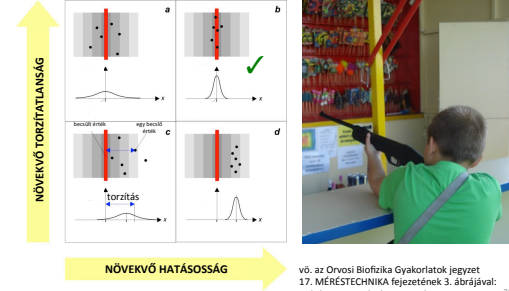 NÖVEKVŐ TORZÍTATLANSÁG
a
b
x
x
becsült érték
egy becslő
érték
c
d
torzítás
x
x
NÖVEKVŐ HATÁSOSSÁG
vö. az Orvosi Biofizika Gyakorlatok jegyzet
17. MÉRÉSTECHNIKA fejezetének 3. ábrájával: